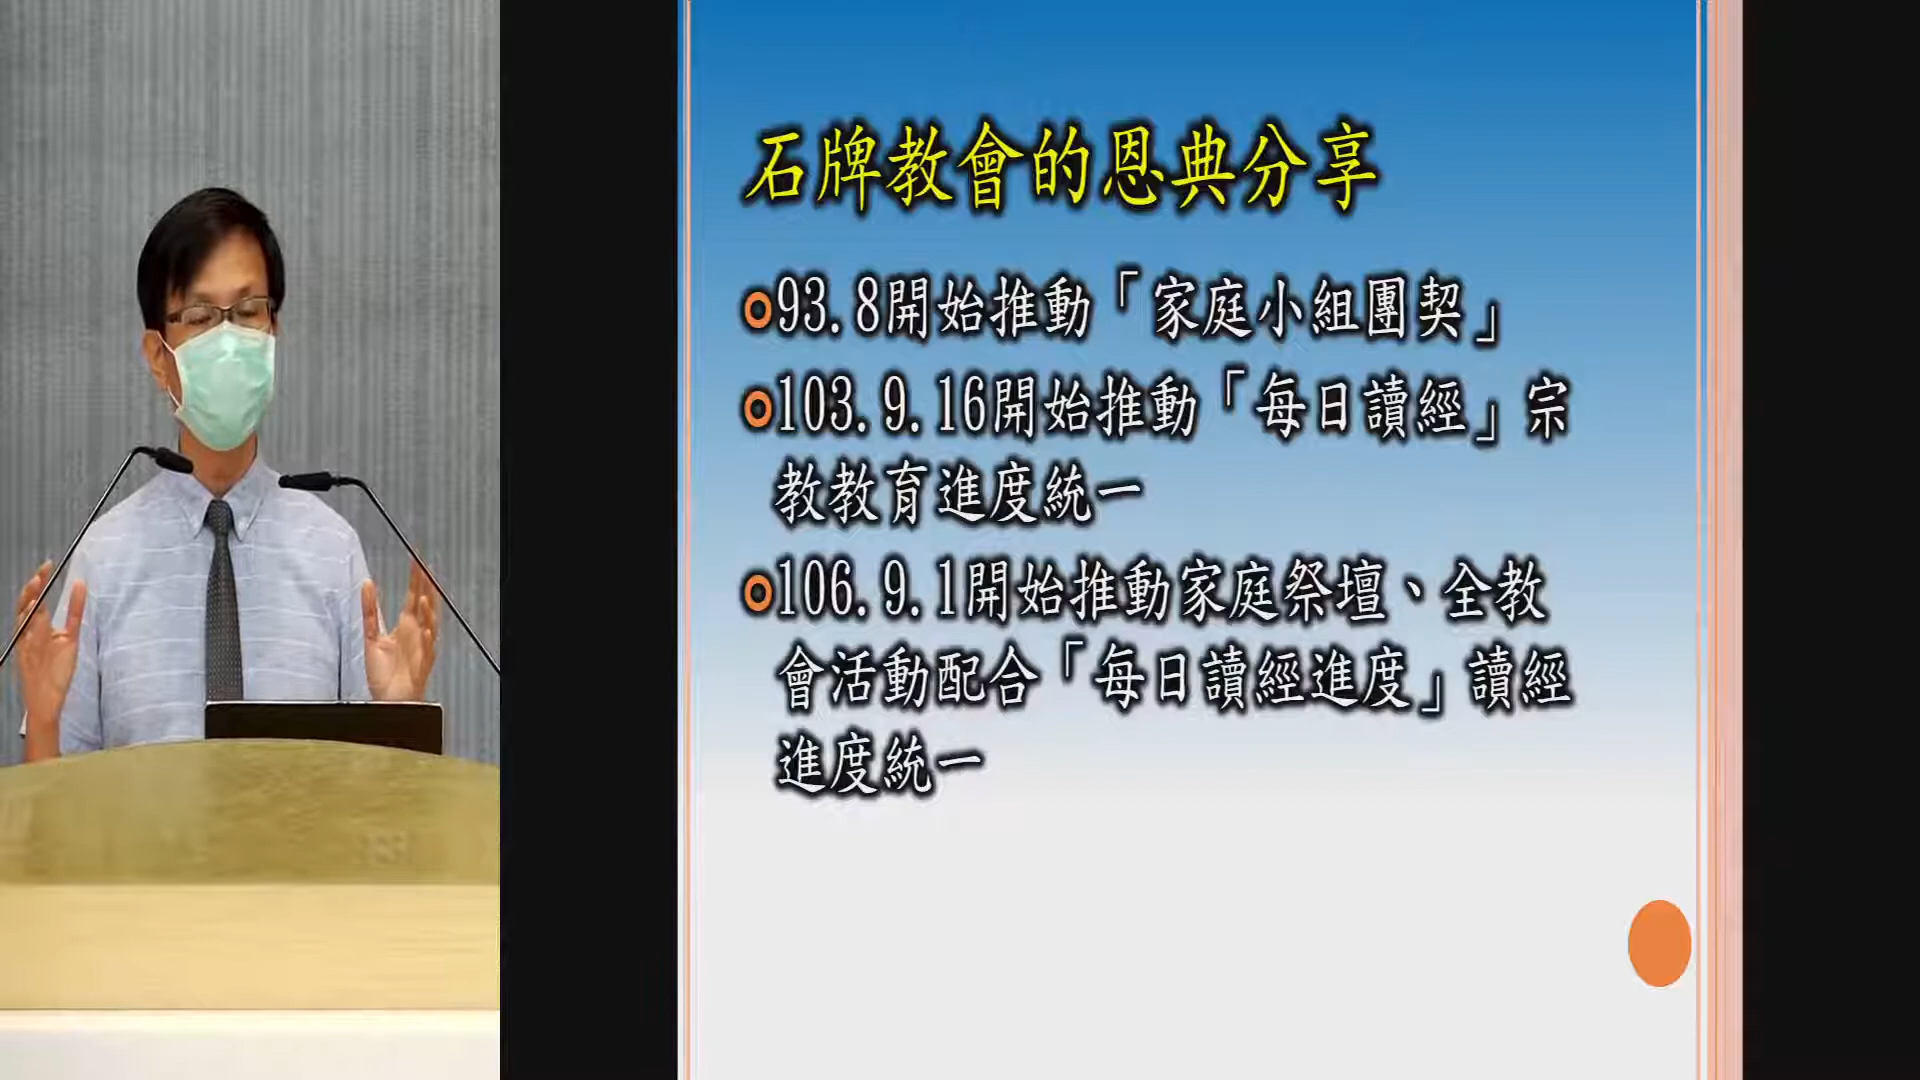 石牌教會的恩典分享
93.8開始推動「家庭小組團契」
103.9.16開始推動「每日讀經」宗
教教育進度統一
106.9.1開始推動家庭祭壇、全教
會活動配合「每日讀經進度」讀經
進度統一